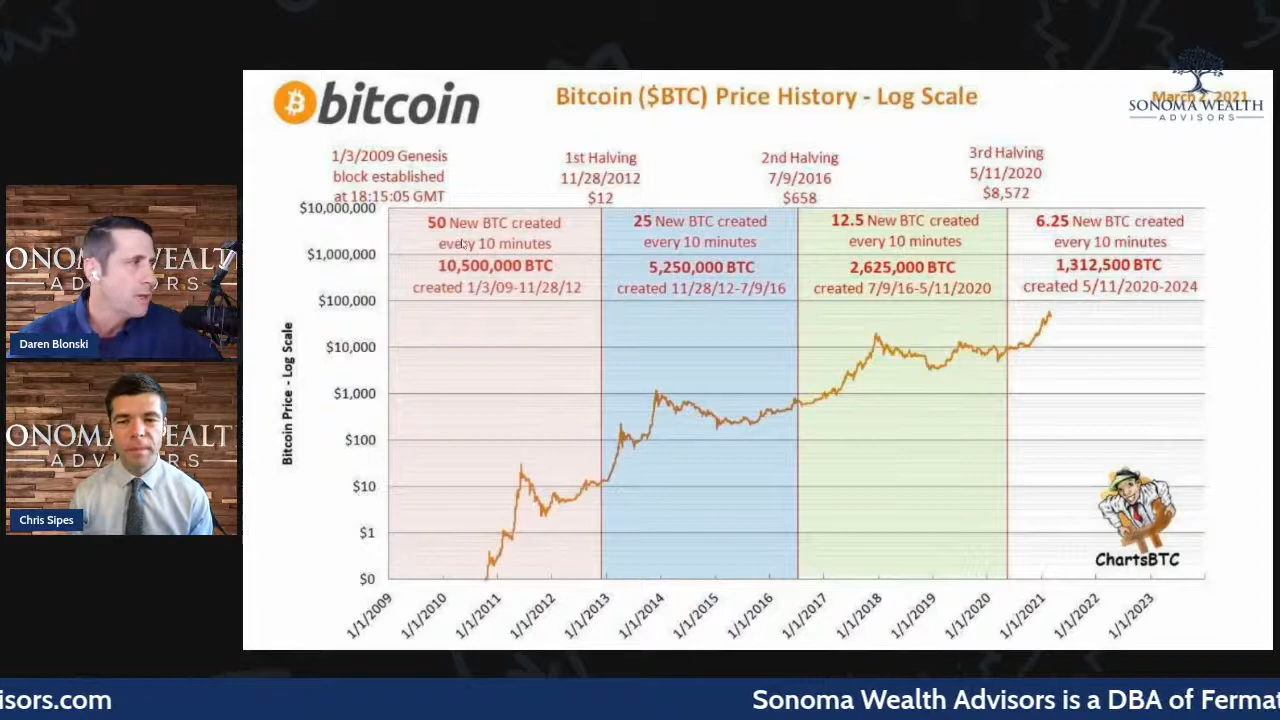 bitcoin
Bitcoin ($BTC) Price History - Log Scale
SONOMA WEALTH
ADVISORS
1/3/2009 Genesis
block established
at 18:15:05 GMT
1st Halving
11/28/2012
$12
2nd Halving
7/9/2016
$658
3rd Halving
5/11/2020
$8,572
50 New BTC created
every 10 minutes
10,500,000 BTC
created 1/3/09-11/28/12
25 New BTC created
every 10 minutes
5,250,000 BTC
created 11/28/12-7/9/16
12.5 New BTC created
every 10 minutes
2,625,000 BTC
created 7/9/16-5/11/2020
6.25 New BTC created
every 10 minutes
1,312,500 BTC
created 5/11/2020-2024
Bitcoin Price - Log Scale
$10,000,000
$1,000,000
$100,000
$10,000
$1,000
$100
$10
$1
$0
1/1/2009
1/1/2010
1/1/2011
1/1/2012
1/1/2013
1/1/2014
1/1/2015
1/1/2016
1/1/2017
1/1/2018
1/1/2019
1/1/2020
1/1/2021
1/1/2022
1/1/2023
ChartsBTC
Daren Blonski
Chris Sipes
isors.com
Sonoma Wealth Advisors is a DBA of Fermat